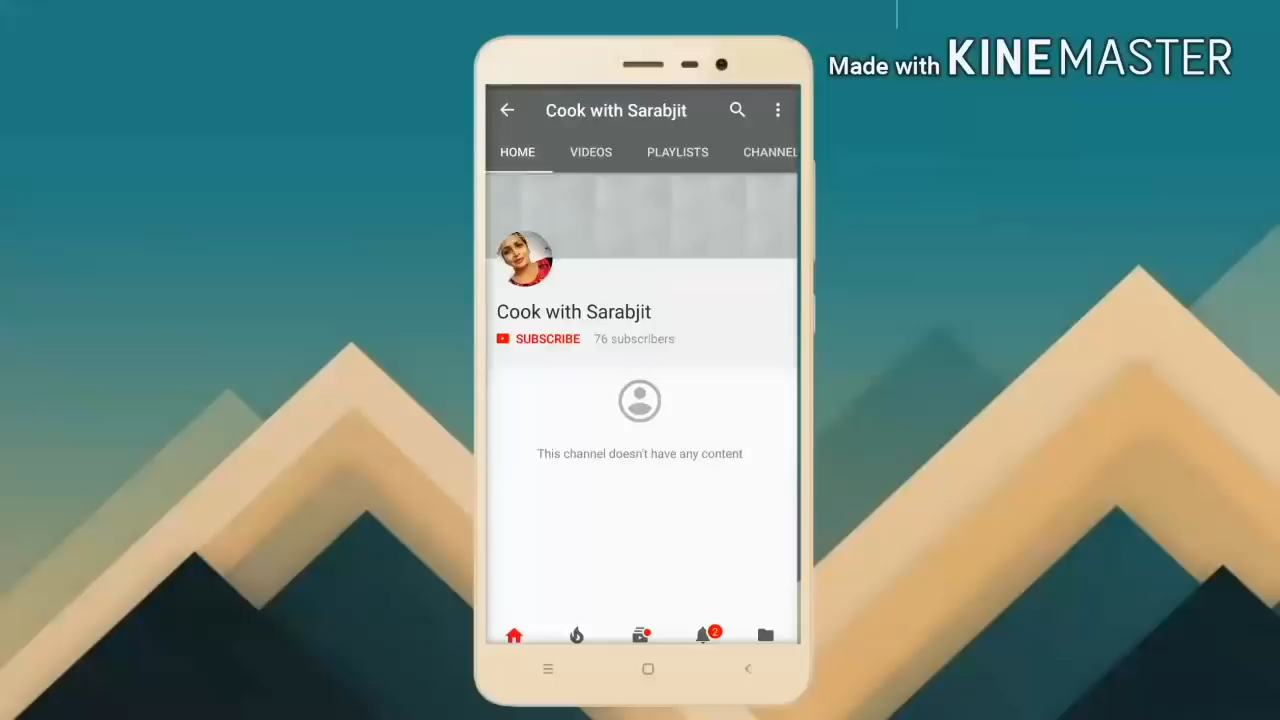 Made with KINEMASTER
Cook with Sarabjit
HOME VIDEOS PLAYLISTS CHANNEL
Cook with Sarabjit
SUBSCRIBE 76 subscribers
This channel doesn't have any content
2